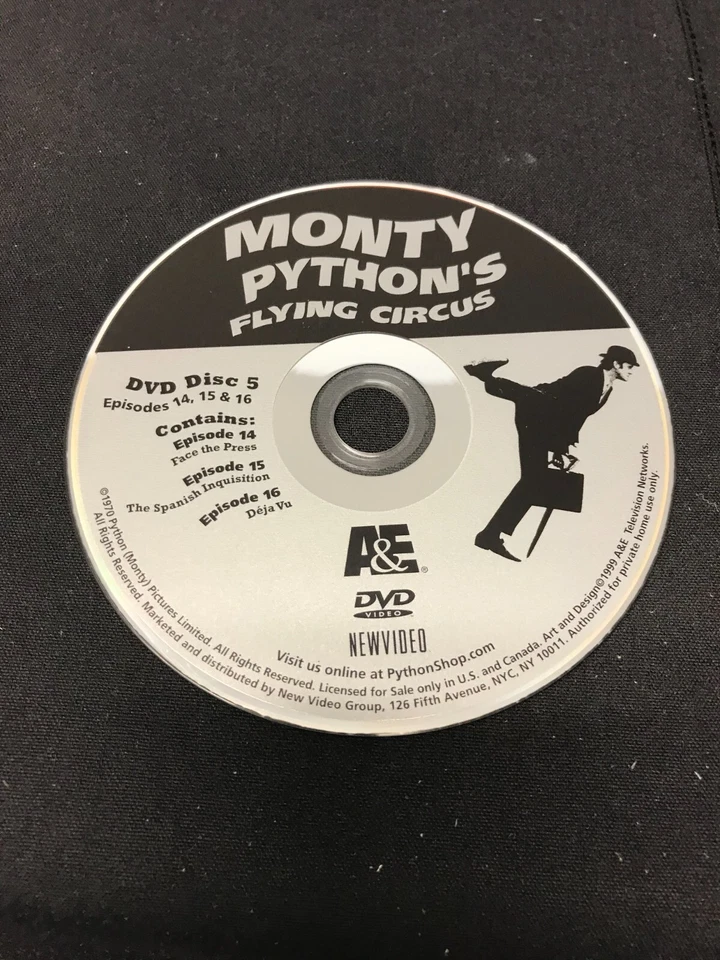 MONTY
PYTHON'S
FLYING CIRCUS
DVD Disc 5
Episodes 14, 15 & 16
Contains:
Episode 14
Face the Press
Episode 15
The Spanish Inquisition
Episode 16
Déja Vu
A&E®
DVD
VIDEO
NEWVIDEO
Visit us online at PythonShop.com
©1970 Python (Monty) Pictures Limited. All Rights Reserved. Licensed for Sale only in U.S. and Canada. Art and Design©1999 A&E Television Networks.
All Rights Reserved. Marketed and distributed by New Video Group, 126 Fifth Avenue, NYC, NY 10011. Authorized for private home use only.